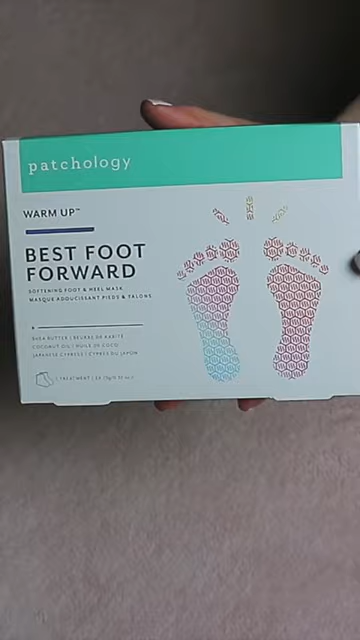 patchology
WARM UP™
BEST FOOT
FORWARD
SOFTENING FOOT & HEEL MASK
MASQUE ADOUCISSANT PIEDS & TALONS
SHEA BUTTER | BEURRE DE KARITÉ
COCONUT OIL | HUILE DE COCO
JAPANESE CYPRESS | CYPRÈS DU JAPON
1 TREATMENT